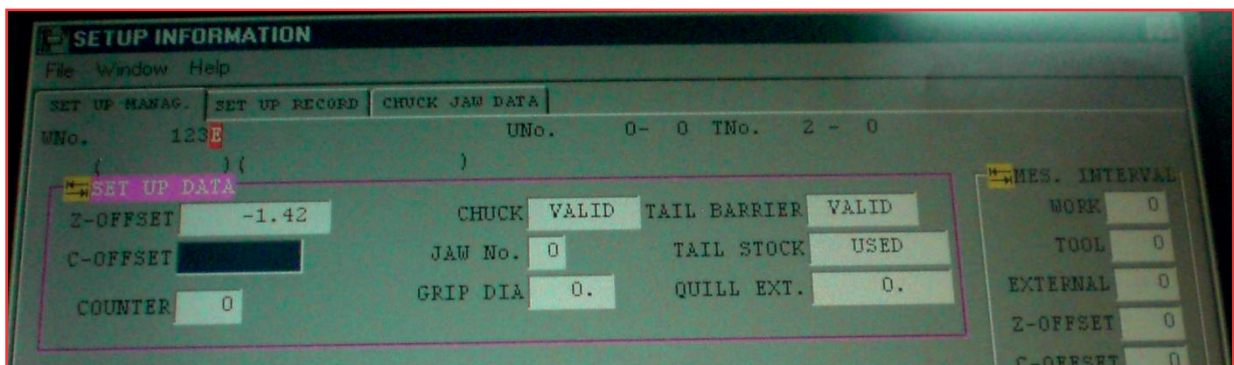 SETUP INFORMATION
File Window Help
SET UP MANAG. SET UP RECORD CHUCK JAW DATA
WNo. 123E UNo. 0- 0 TNo. 2 - 0
( )( )
SET UP DATA MES. INTERVAL
Z-OFFSET -1.42 CHUCK VALID TAIL BARRIER VALID WORK 0
C-OFFSET JAW No. 0 TAIL STOCK USED TOOL 0
COUNTER 0 GRIP DIA 0. QUILL EXT. 0. EXTERNAL 0
Z-OFFSET 0
C-OFFSET 0